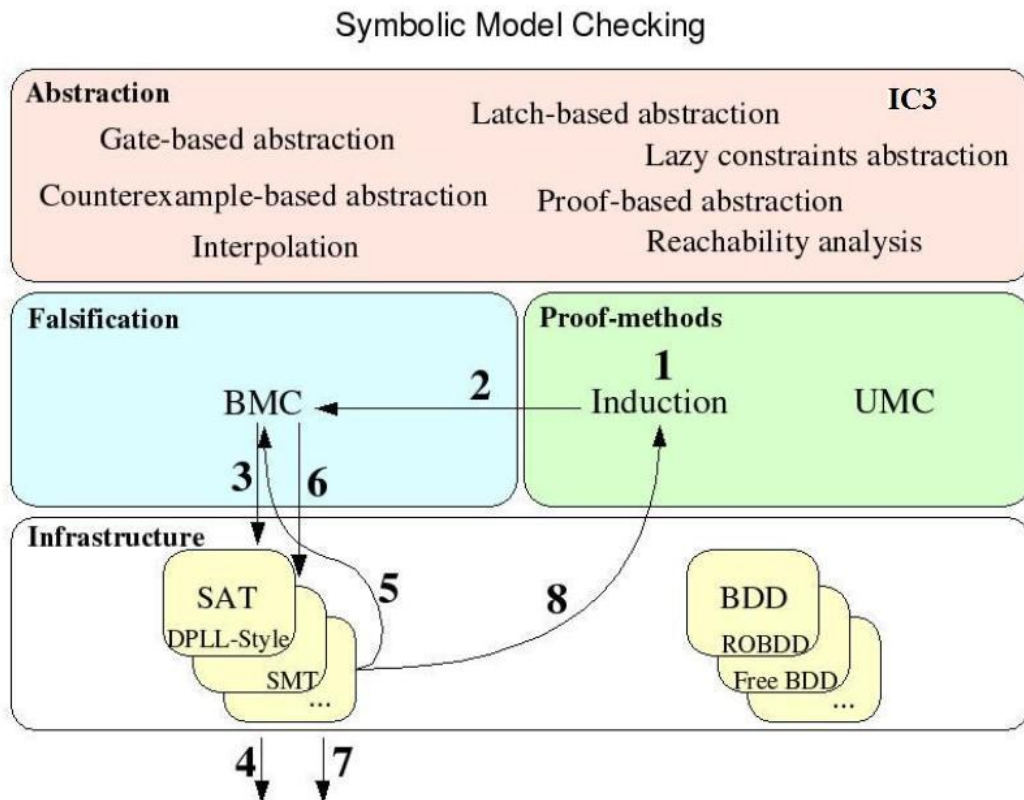 Symbolic Model Checking
Abstraction
IC3
Latch-based abstraction
Gate-based abstraction
Lazy constraints abstraction
Counterexample-based abstraction
Proof-based abstraction
Interpolation
Reachability analysis
Falsification
Proof-methods
1
2
BMC
Induction
UMC
3
6
Infrastructure
5
8
SAT
DPLL-Style
SMT
...
BDD
ROBDD
Free BDD
...
4
7